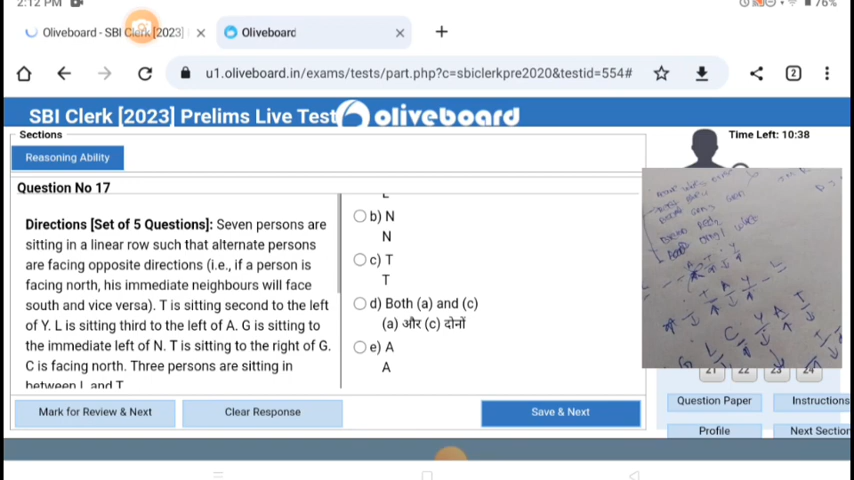 2:12 PM
76%
Oliveboard - SBI Clerk [2023]
Oliveboard
u1.oliveboard.in/exams/tests/part.php?c=sbiclerkpre2020&testid=554#
2
SBI Clerk [2023] Prelims Live Test
oliveboard
Sections
Time Left: 10:38
Reasoning Ability
Question No 17
Directions [Set of 5 Questions]: Seven persons are
sitting in a linear row such that alternate persons
are facing opposite directions (i.e., if a person is
facing north, his immediate neighbours will face
south and vice versa). T is sitting second to the left
of Y. L is sitting third to the left of A. G is sitting to
the immediate left of N. T is sitting to the right of G.
C is facing north. Three persons are sitting in
between L and T
L
b) N
N
c) T
T
d) Both (a) and (c)
(a) और (c) दोनों
e) A
A
T A Y L
L C Y A T
21 22 23 24
Mark for Review & Next
Clear Response
Save & Next
Question Paper
Instructions
Profile
Next Section